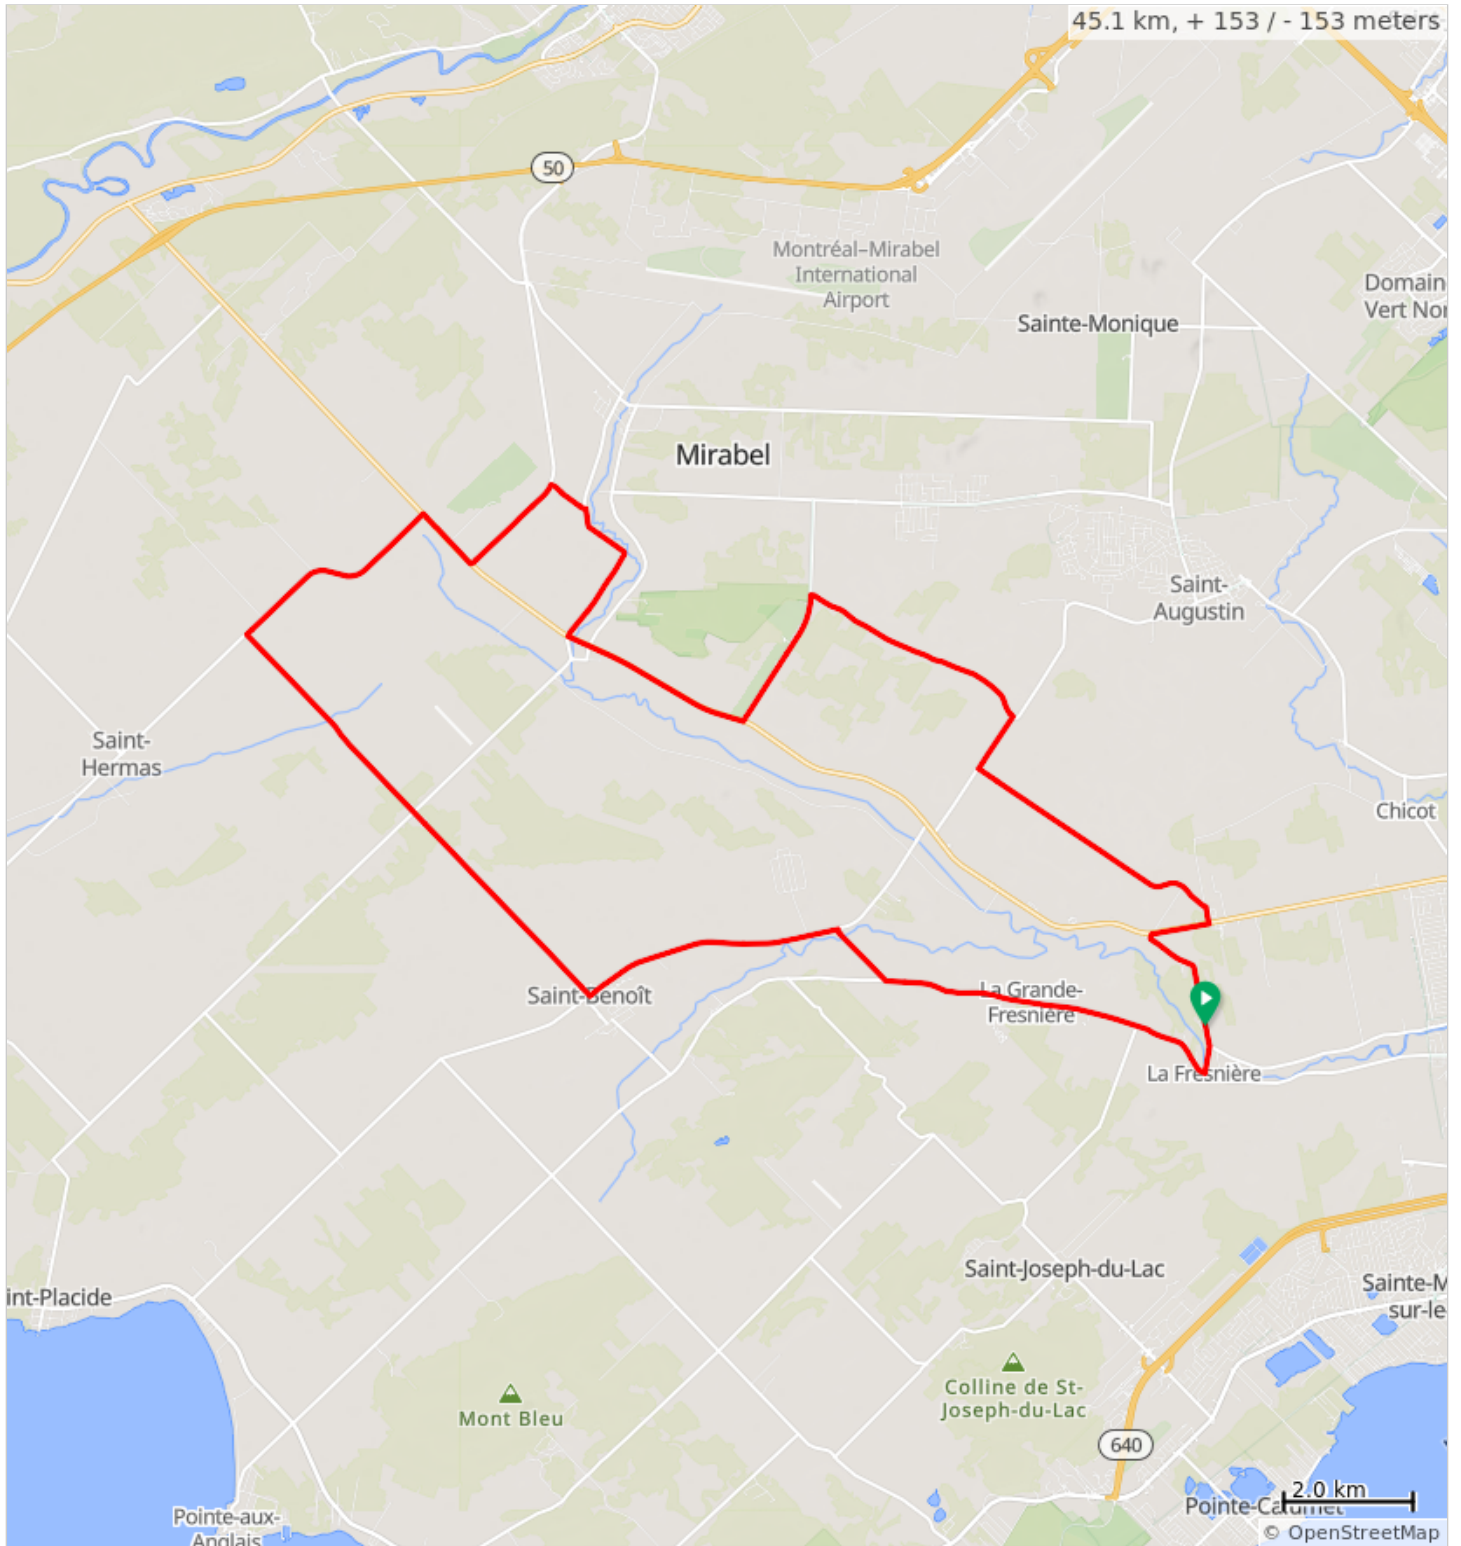 45.1 km, + 153 / - 153 meters
50
Montréal–Mirabel
International
Airport
Sainte-Monique
Domain
Vert Nor
Mirabel
Saint-
Augustin
Saint-
Hermas
Chicot
Saint-Benoît
La Grande-
Fresnière
La Fresnière
int-Placide
Saint-Joseph-du-Lac
Sainte-M
sur-le
Mont Bleu
Colline de St-
Joseph-du-Lac
640
2.0 km
Pointe-Calumet
Pointe-aux-
Anglais
© OpenStreetMap